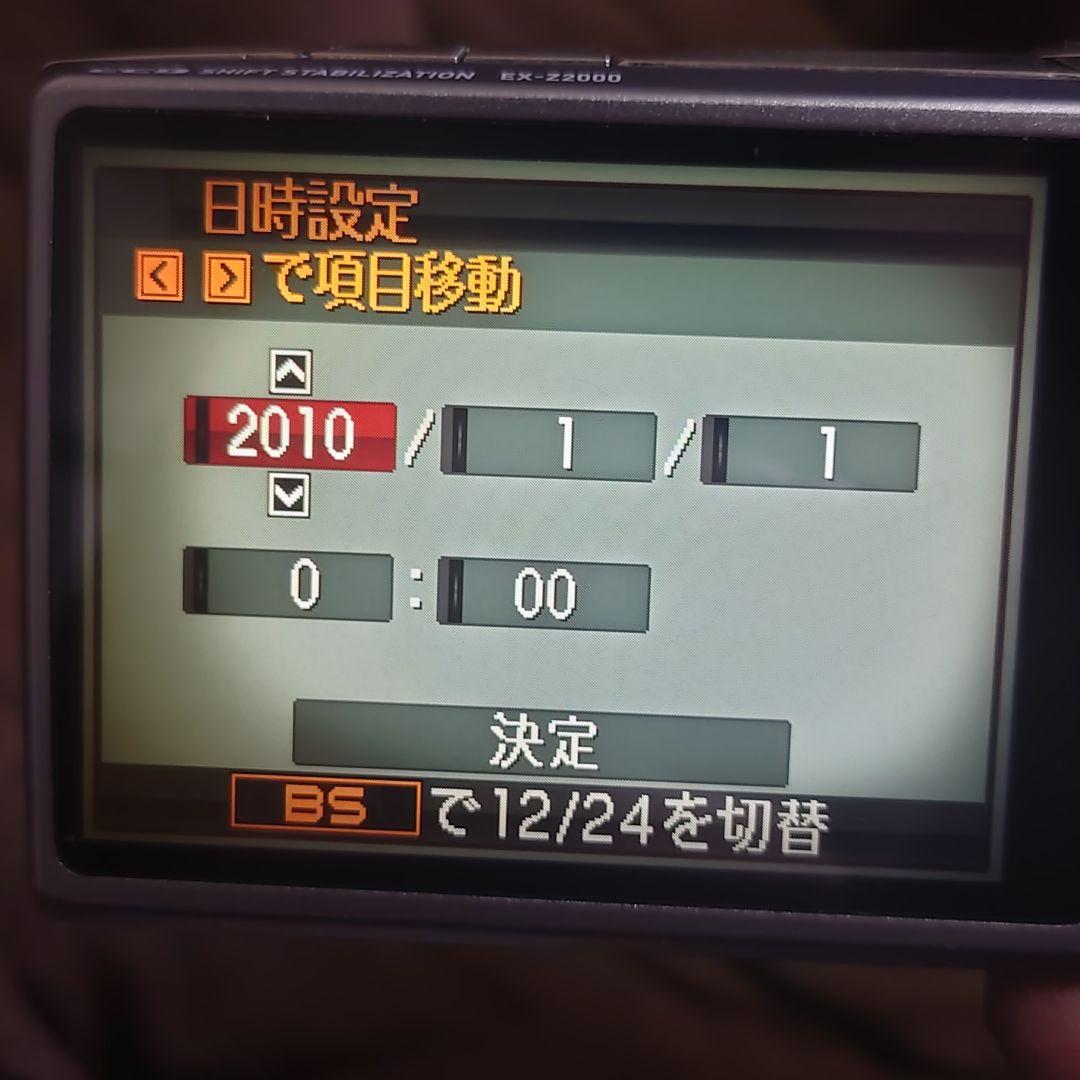 SHIFT STABILIZATION EX-Z2000
日時設定
< > で項目移動
2010 / 1 / 1
0 : 00
決定
BS で12/24を切替